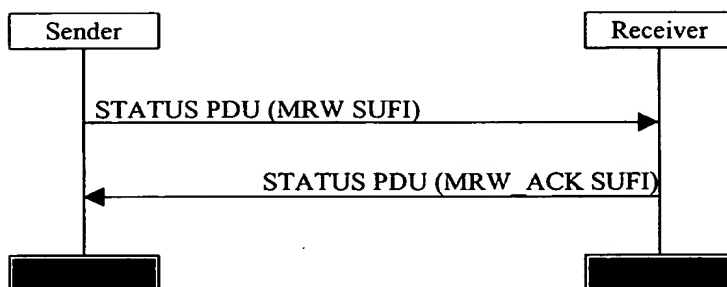 Sender
Receiver
STATUS PDU (MRW SUFI)
STATUS PDU (MRW_ACK SUFI)